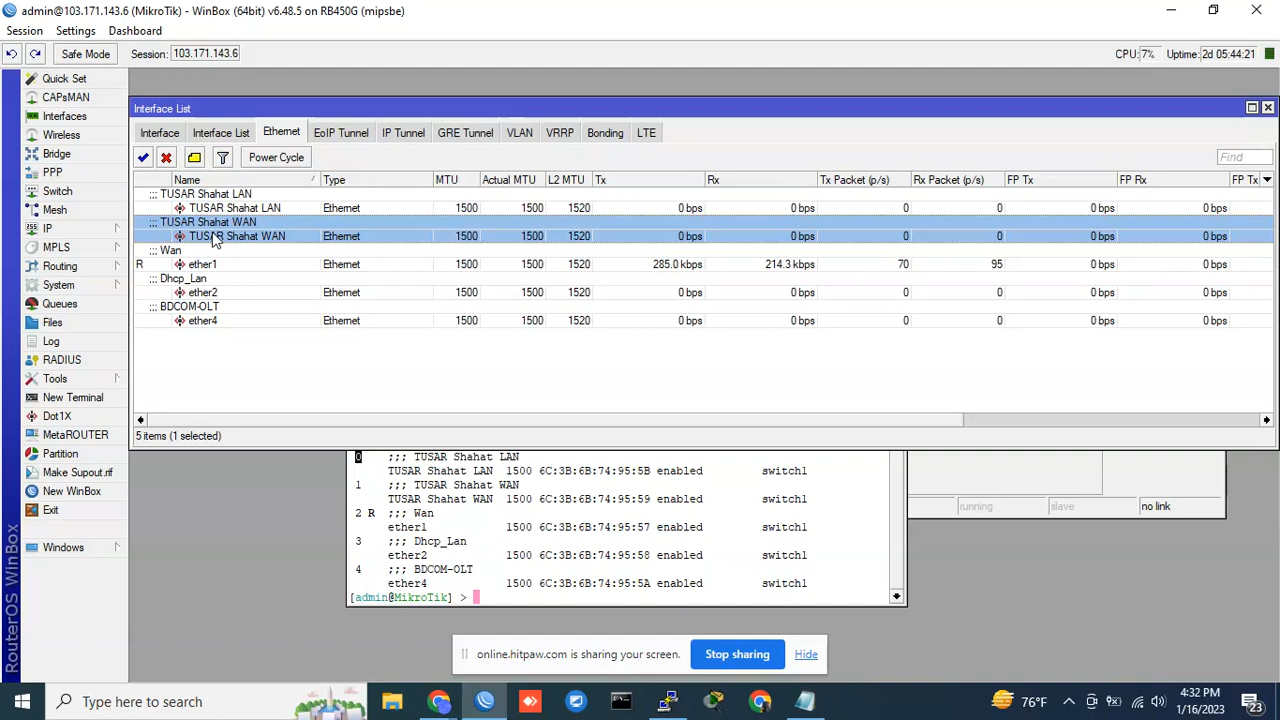 admin@103.171.143.6 (MikroTik) - WinBox (64bit) v6.48.5 on RB450G (mipsbe)
Session Settings Dashboard
Safe Mode Session: 103.171.143.6 CPU: 7% Uptime: 2d 05:44:21
Quick Set
CAPsMAN
Interfaces
Wireless
Bridge
PPP
Switch
Mesh
IP
MPLS
Routing
System
Queues
Files
Log
RADIUS
Tools
New Terminal
Dot1X
MetaROUTER
Partition
Make Supout.rif
New WinBox
Exit
Windows
RouterOS WinBox
Interface List
Interface Interface List Ethernet EoIP Tunnel IP Tunnel GRE Tunnel VLAN VRRP Bonding LTE
Power Cycle Find
Name / Type MTU Actual MTU L2 MTU Tx Rx Tx Packet (p/s) Rx Packet (p/s) FP Tx FP Rx FP Tx
::: TUSAR Shahat LAN
TUSAR Shahat LAN Ethernet 1500 1500 1520 0 bps 0 bps 0 0 0 bps 0 bps
::: TUSAR Shahat WAN
TUSAR Shahat WAN Ethernet 1500 1500 1520 0 bps 0 bps 0 0 0 bps 0 bps
::: Wan
R ether1 Ethernet 1500 1500 1520 285.0 kbps 214.3 kbps 70 95 0 bps 0 bps
::: Dhcp_Lan
ether2 Ethernet 1500 1500 1520 0 bps 0 bps 0 0 0 bps 0 bps
::: BDCOM-OLT
ether4 Ethernet 1500 1500 1520 0 bps 0 bps 0 0 0 bps 0 bps
5 items (1 selected)
0 ;;; TUSAR Shahat LAN
TUSAR Shahat LAN 1500 6C:3B:6B:74:95:5B enabled switch1
1 ;;; TUSAR Shahat WAN
TUSAR Shahat WAN 1500 6C:3B:6B:74:95:59 enabled switch1
2 R ;;; Wan
ether1 1500 6C:3B:6B:74:95:57 enabled switch1
3 ;;; Dhcp_Lan
ether2 1500 6C:3B:6B:74:95:58 enabled switch1
4 ;;; BDCOM-OLT
ether4 1500 6C:3B:6B:74:95:5A enabled switch1
[admin@MikroTik] >
running slave no link
online.hitpaw.com is sharing your screen. Stop sharing Hide
Type here to search
76°F
4:32 PM
1/16/2023
23